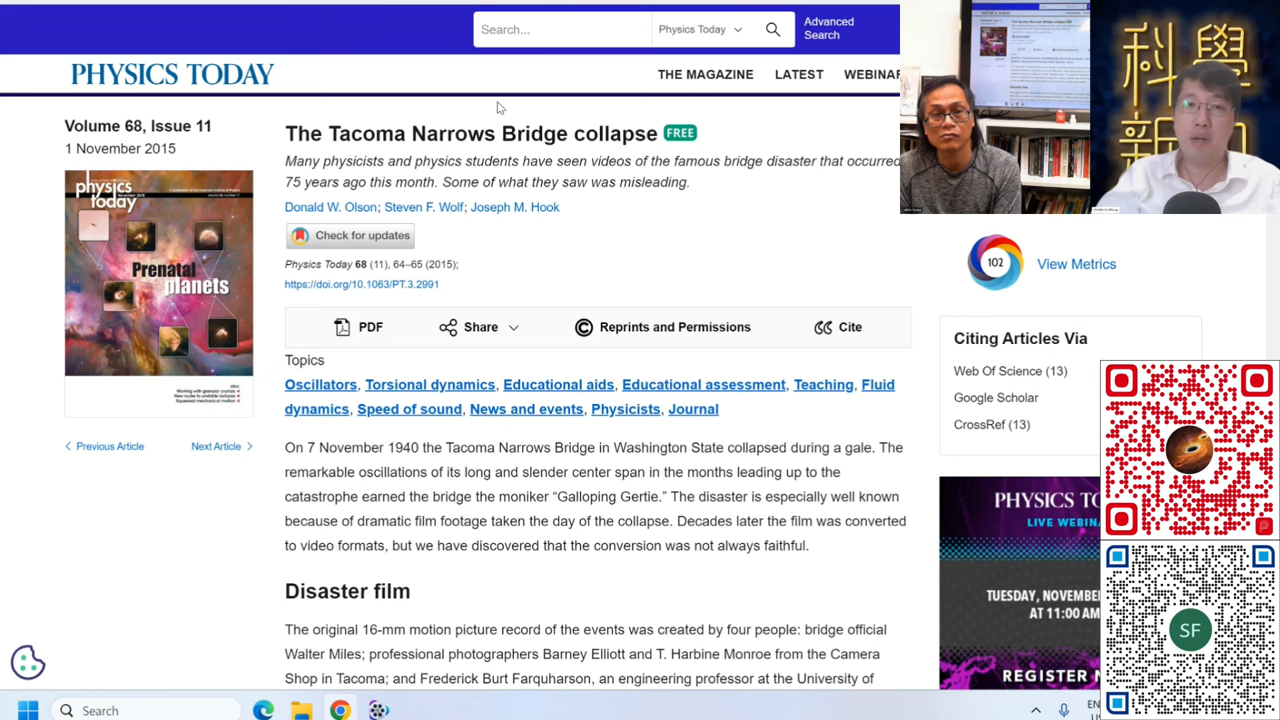 Search...
Physics Today
Advanced
Search
PHYSICS TODAY
THE MAGAZINE
LATEST
WEBINAR
Volume 68, Issue 11
1 November 2015
physics
today
Prenatal
planets
Previous Article
Next Article
The Tacoma Narrows Bridge collapse FREE
Many physicists and physics students have seen videos of the famous bridge disaster that occurred
75 years ago this month. Some of what they saw was misleading.
Donald W. Olson; Steven F. Wolf; Joseph M. Hook
Check for updates
Physics Today 68 (11), 64–65 (2015);
https://doi.org/10.1063/PT.3.2991
PDF
Share
Reprints and Permissions
Cite
Topics
Oscillators, Torsional dynamics, Educational aids, Educational assessment, Teaching, Fluid
dynamics, Speed of sound, News and events, Physicists, Journal
On 7 November 1940, the Tacoma Narrows Bridge in Washington State collapsed during a gale. The
remarkable oscillations of its long and slender center span in the months leading up to the
catastrophe earned the bridge the moniker “Galloping Gertie.” The disaster is especially well known
because of dramatic film footage taken the day of the collapse. Decades later, the film was converted
to video formats, but we have discovered that the conversion was not always faithful.
Disaster film
The original 16-mm motion picture record of the events was created by four people: bridge official
Walter Miles; professional photographers Barney Elliott and T. Harbine Monroe from the Camera
Shop in Tacoma; and Frederick Burt Farquharson, an engineering professor at the University of
科學
新
102
View Metrics
Citing Articles Via
Web Of Science (13)
Google Scholar
CrossRef (13)
PHYSICS TO
LIVE WEBINA
TUESDAY, NOVEMBE
AT 11:00 AM
REGISTER N
SF
Search
EN